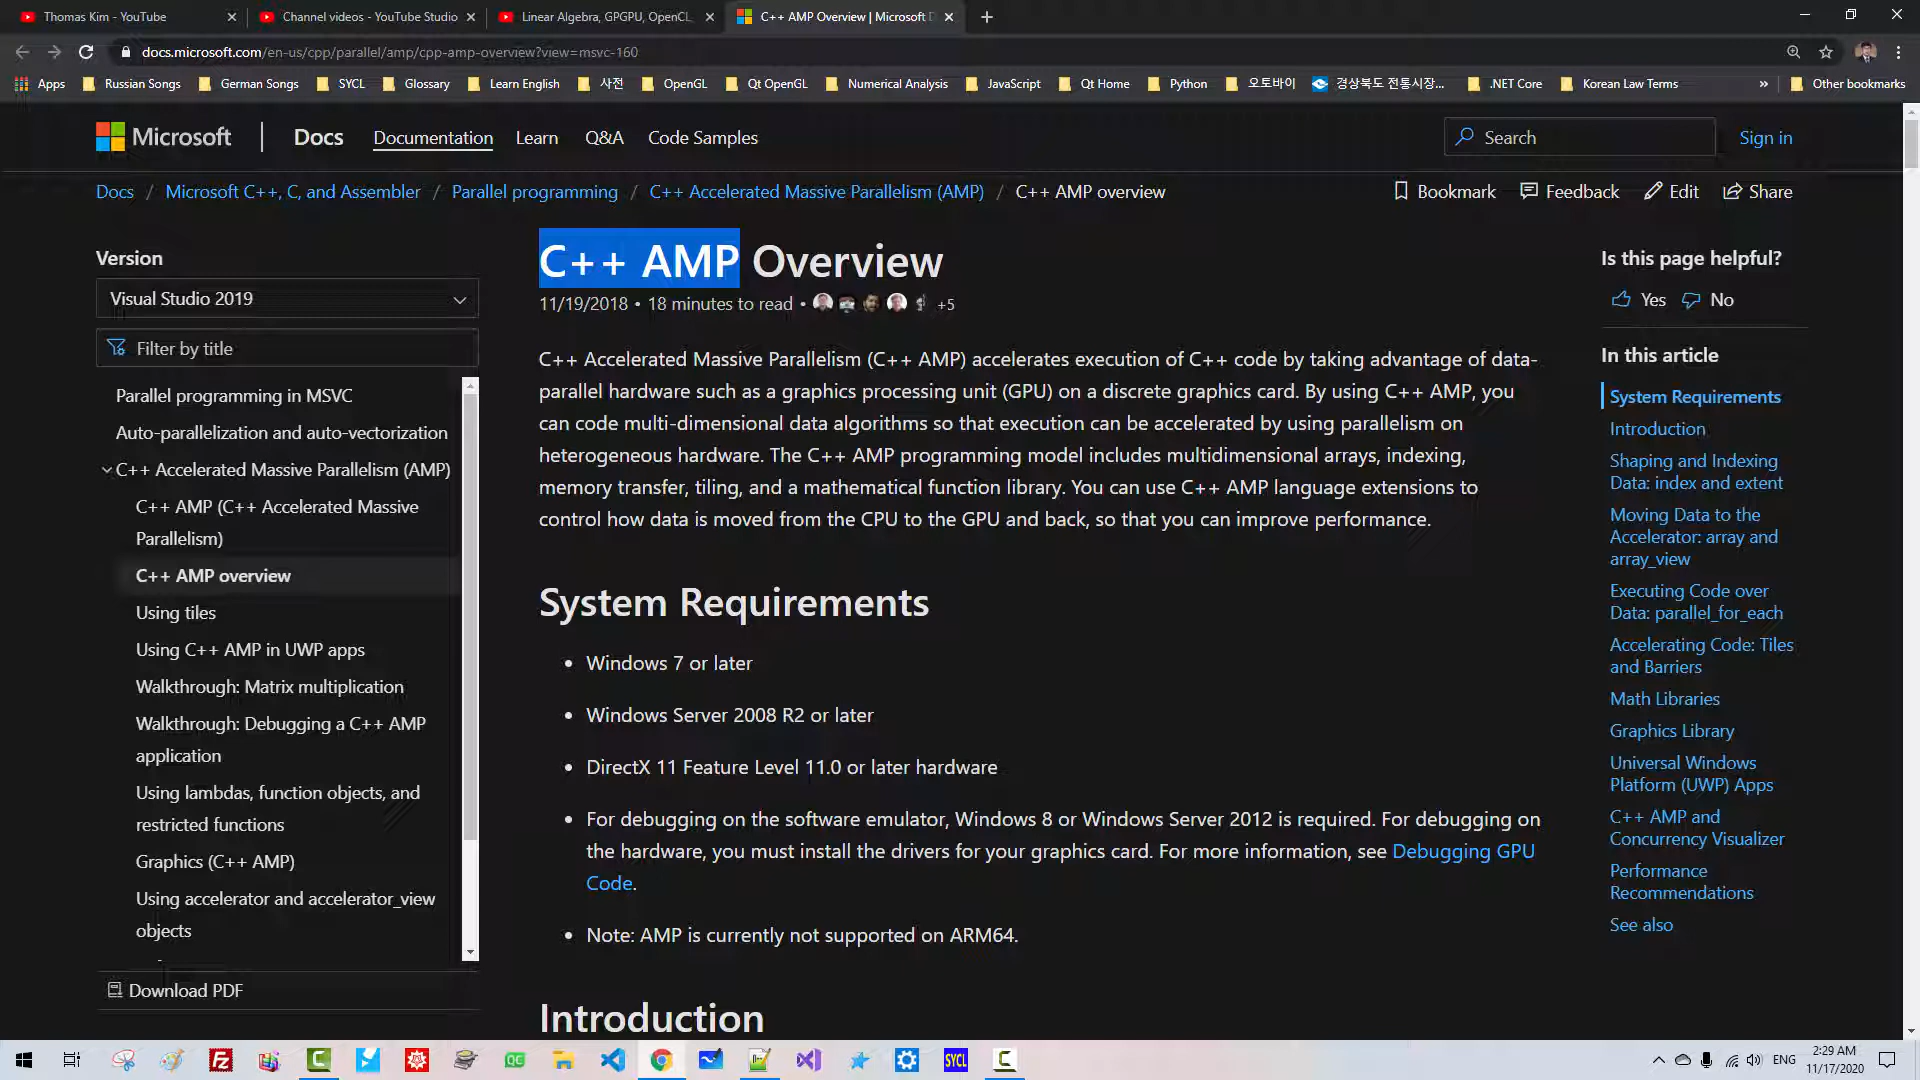 Thomas Kim - YouTube
Channel videos - YouTube Studio
Linear Algebra, GPGPU, OpenCL
C++ AMP Overview | Microsoft D
docs.microsoft.com/en-us/cpp/parallel/amp/cpp-amp-overview?view=msvc-160
Apps
Russian Songs
German Songs
SYCL
Glossary
Learn English
사전
OpenGL
Qt OpenGL
Numerical Analysis
JavaScript
Qt Home
Python
오토바이
경상북도 전통시장...
.NET Core
Korean Law Terms
»
Other bookmarks
Microsoft
Docs
Documentation
Learn
Q&A
Code Samples
Search
Sign in
Docs / Microsoft C++, C, and Assembler / Parallel programming / C++ Accelerated Massive Parallelism (AMP) / C++ AMP overview
Bookmark
Feedback
Edit
Share
Version
Visual Studio 2019
Filter by title
Parallel programming in MSVC
Auto-parallelization and auto-vectorization
C++ Accelerated Massive Parallelism (AMP)
C++ AMP (C++ Accelerated Massive
Parallelism)
C++ AMP overview
Using tiles
Using C++ AMP in UWP apps
Walkthrough: Matrix multiplication
Walkthrough: Debugging a C++ AMP
application
Using lambdas, function objects, and
restricted functions
Graphics (C++ AMP)
Using accelerator and accelerator_view
objects
Download PDF
C++ AMP Overview
11/19/2018 • 18 minutes to read • +5
C++ Accelerated Massive Parallelism (C++ AMP) accelerates execution of C++ code by taking advantage of data-
parallel hardware such as a graphics processing unit (GPU) on a discrete graphics card. By using C++ AMP, you
can code multi-dimensional data algorithms so that execution can be accelerated by using parallelism on
heterogeneous hardware. The C++ AMP programming model includes multidimensional arrays, indexing,
memory transfer, tiling, and a mathematical function library. You can use C++ AMP language extensions to
control how data is moved from the CPU to the GPU and back, so that you can improve performance.
System Requirements
• Windows 7 or later
• Windows Server 2008 R2 or later
• DirectX 11 Feature Level 11.0 or later hardware
• For debugging on the software emulator, Windows 8 or Windows Server 2012 is required. For debugging on
the hardware, you must install the drivers for your graphics card. For more information, see Debugging GPU
Code.
• Note: AMP is currently not supported on ARM64.
Introduction
Is this page helpful?
Yes
No
In this article
System Requirements
Introduction
Shaping and Indexing
Data: index and extent
Moving Data to the
Accelerator: array and
array_view
Executing Code over
Data: parallel_for_each
Accelerating Code: Tiles
and Barriers
Math Libraries
Graphics Library
Universal Windows
Platform (UWP) Apps
C++ AMP and
Concurrency Visualizer
Performance
Recommendations
See also
QC
SYCL
ENG
2:29 AM
11/17/2020